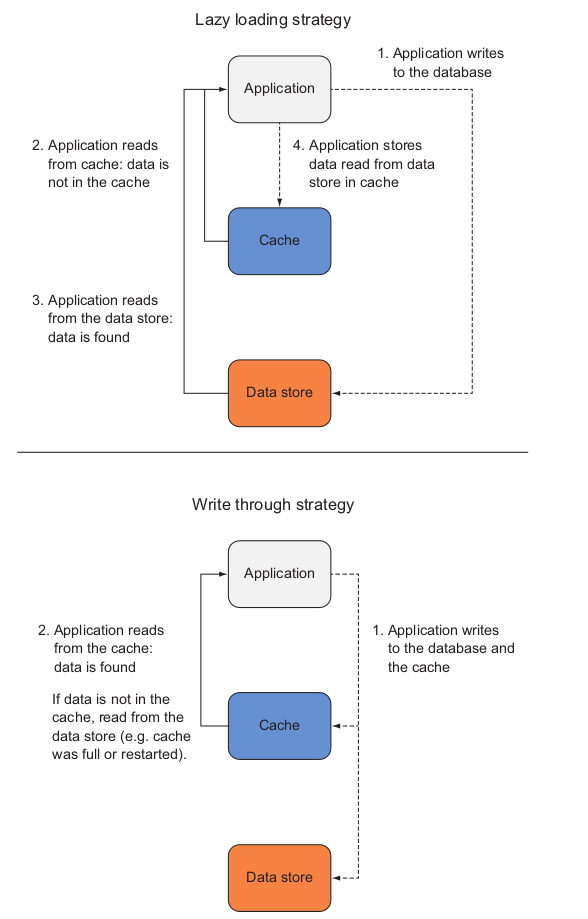 Lazy loading strategy
1. Application writes
to the database
Application
2. Application reads
from cache: data is
not in the cache
4. Application stores
data read from data
store in cache
Cache
3. Application reads
from the data store:
data is found
Data store
Write through strategy
Application
2. Application reads
from the cache:
data is found
1. Application writes
to the database and
the cache
If data is not in the
cache, read from the
data store (e.g. cache
was full or restarted).
Cache
Data store